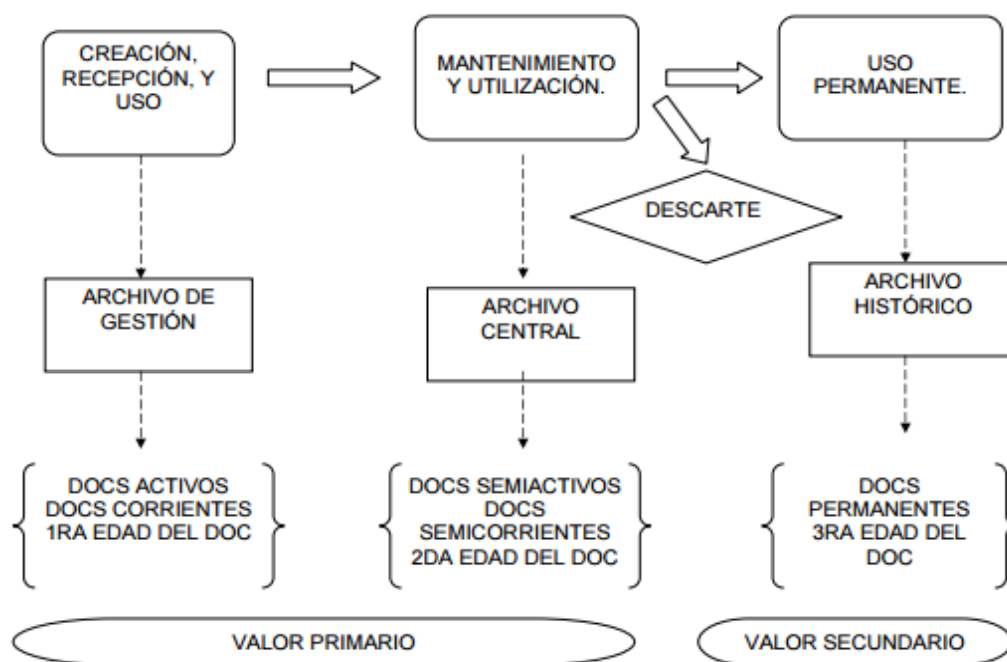 CREACIÓN,
RECEPCIÓN, Y
USO
MANTENIMIENTO
Y UTILIZACIÓN.
USO
PERMANENTE.
DESCARTE
ARCHIVO DE
GESTIÓN
ARCHIVO
CENTRAL
ARCHIVO
HISTÓRICO
DOCS ACTIVOS
DOCS CORRIENTES
1RA EDAD DEL DOC
DOCS SEMIACTIVOS
DOCS
SEMICORRIENTES
2DA EDAD DEL DOC
DOCS
PERMANENTES
3RA EDAD DEL
DOC
VALOR PRIMARIO
VALOR SECUNDARIO